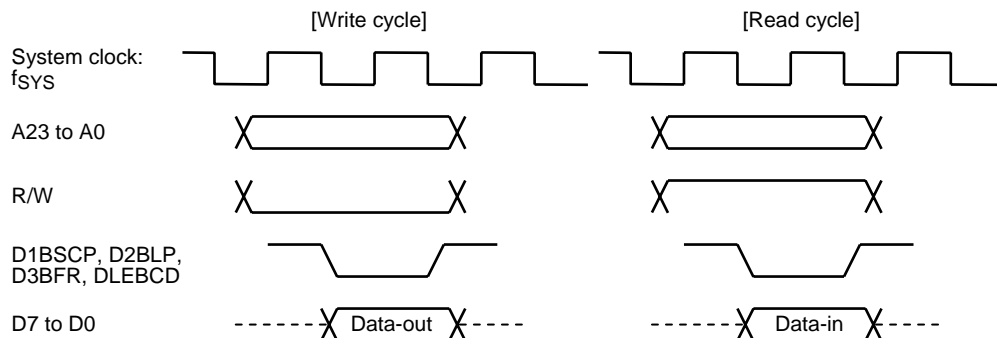 [Write cycle]
[Read cycle]
System clock:
fSYS
A23 to A0
R/W
D1BSCP, D2BLP,
D3BFR, DLEBCD
D7 to D0
Data-out
Data-in